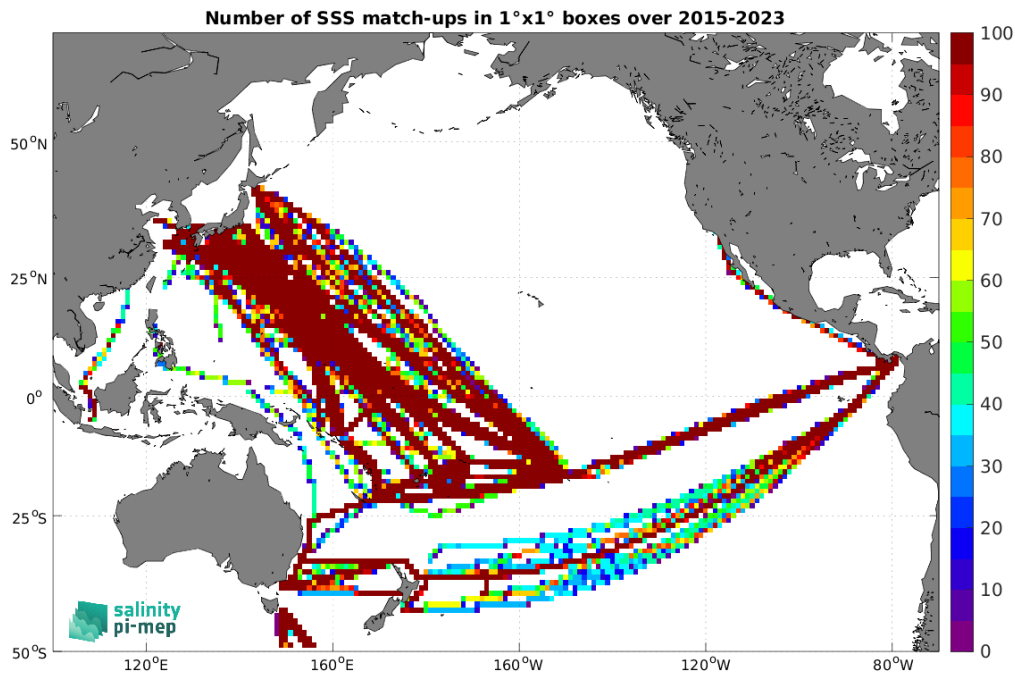 Number of SSS match-ups in 1°x1° boxes over 2015-2023
100
90
80
70
60
50
40
30
20
10
0
50°N
25°N
0°
25°S
50°S
120°E
160°E
160°W
120°W
80°W
salinity
pi-mep